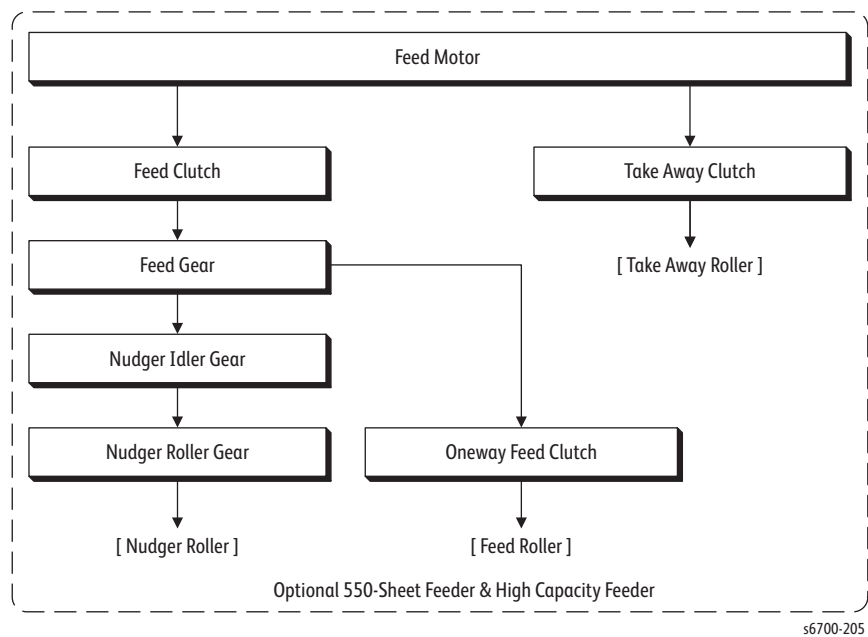 Feed Motor
Feed Clutch
Take Away Clutch
Feed Gear
[ Take Away Roller ]
Nudger Idler Gear
Nudger Roller Gear
Oneway Feed Clutch
[ Nudger Roller ]
[ Feed Roller ]
Optional 550-Sheet Feeder & High Capacity Feeder
s6700-205